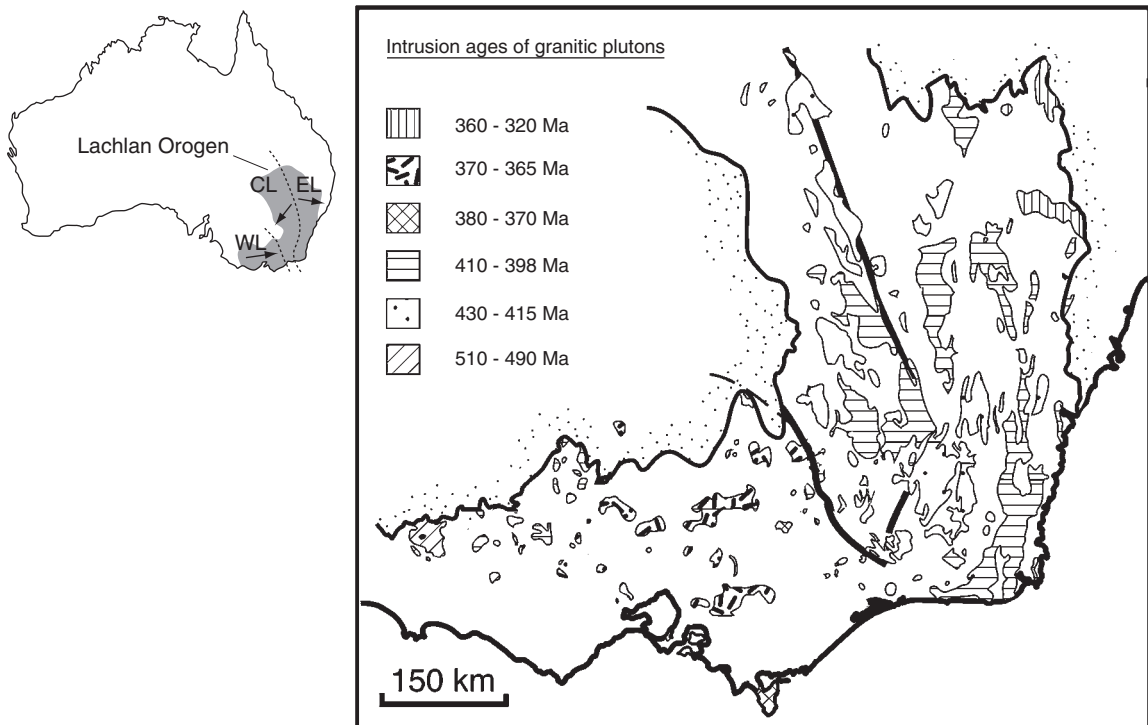 Lachlan Orogen
CL EL
WL
Intrusion ages of granitic plutons
360 - 320 Ma
370 - 365 Ma
380 - 370 Ma
410 - 398 Ma
430 - 415 Ma
510 - 490 Ma
150 km